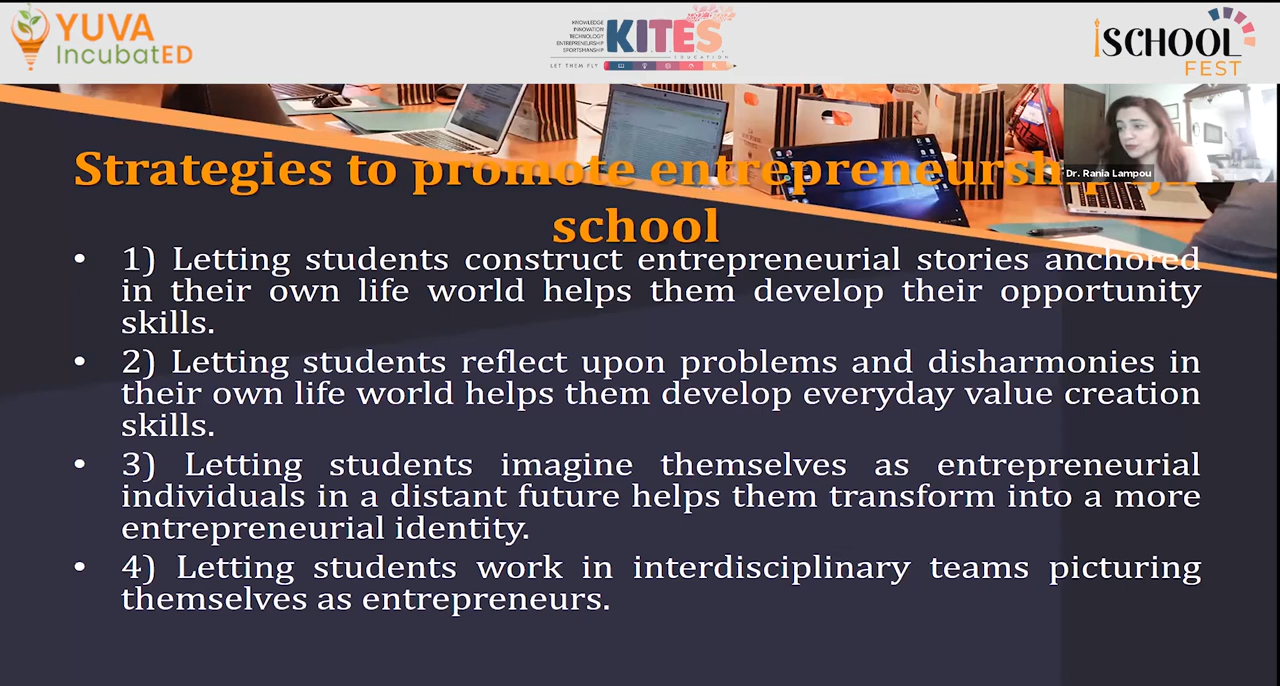 YUVA
IncubatED
KNOWLEDGE
INNOVATION
TECHNOLOGY
ENTREPRENEURSHIP
SPORTSMANSHIP
KITES
EDUCATION
LET THEM FLY
iSCHOOL
FEST
Dr. Rania Lampou
Strategies to promote entrepreneurship
school
• 1) Letting students construct entrepreneurial stories anchored
in their own life world helps them develop their opportunity
skills.
• 2) Letting students reflect upon problems and disharmonies in
their own life world helps them develop everyday value creation
skills.
• 3) Letting students imagine themselves as entrepreneurial
individuals in a distant future helps them transform into a more
entrepreneurial identity.
• 4) Letting students work in interdisciplinary teams picturing
themselves as entrepreneurs.